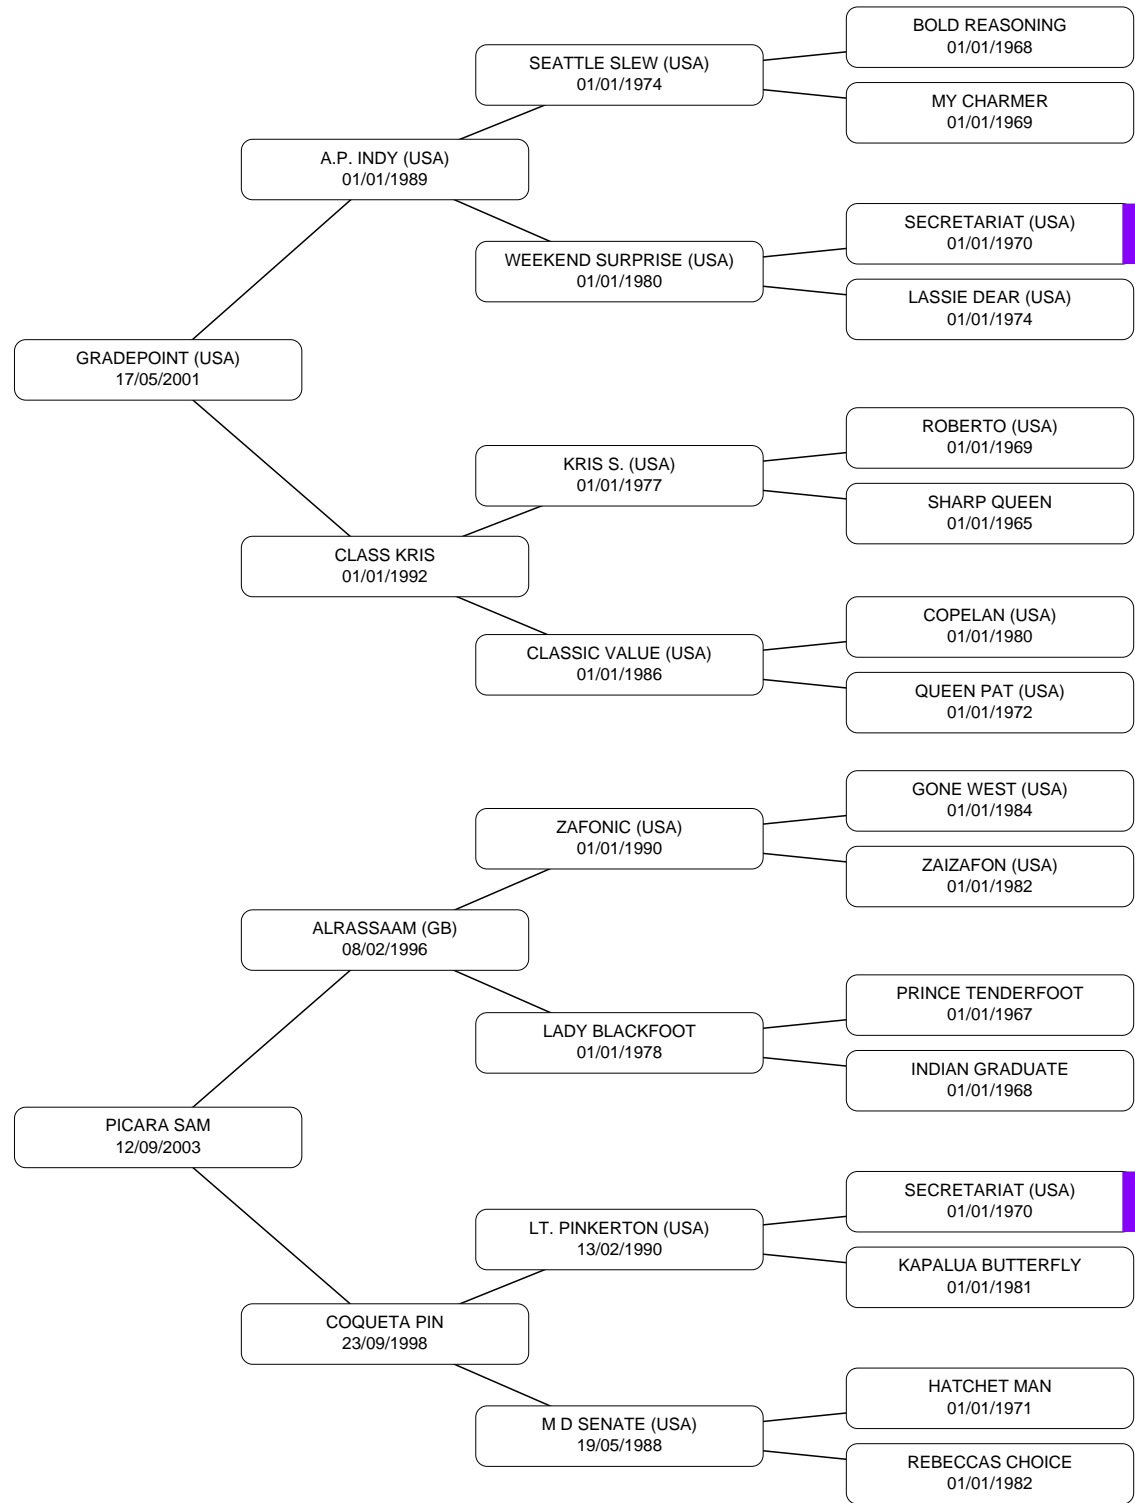 BOLD REASONING
01/01/1968
SEATTLE SLEW (USA)
01/01/1974
MY CHARMER
01/01/1969
A.P. INDY (USA)
01/01/1989
SECRETARIAT (USA)
01/01/1970
WEEKEND SURPRISE (USA)
01/01/1980
LASSIE DEAR (USA)
01/01/1974
GRADEPOINT (USA)
17/05/2001
ROBERTO (USA)
01/01/1969
KRIS S. (USA)
01/01/1977
SHARP QUEEN
01/01/1965
CLASS KRIS
01/01/1992
COPELAN (USA)
01/01/1980
CLASSIC VALUE (USA)
01/01/1986
QUEEN PAT (USA)
01/01/1972
GONE WEST (USA)
01/01/1984
ZAFONIC (USA)
01/01/1990
ZAIZAFON (USA)
01/01/1982
ALRASSAAM (GB)
08/02/1996
PRINCE TENDERFOOT
01/01/1967
LADY BLACKFOOT
01/01/1978
INDIAN GRADUATE
01/01/1968
PICARA SAM
12/09/2003
SECRETARIAT (USA)
01/01/1970
LT. PINKERTON (USA)
13/02/1990
KAPALUA BUTTERFLY
01/01/1981
COQUETA PIN
23/09/1998
HATCHET MAN
01/01/1971
M D SENATE (USA)
19/05/1988
REBECCAS CHOICE
01/01/1982